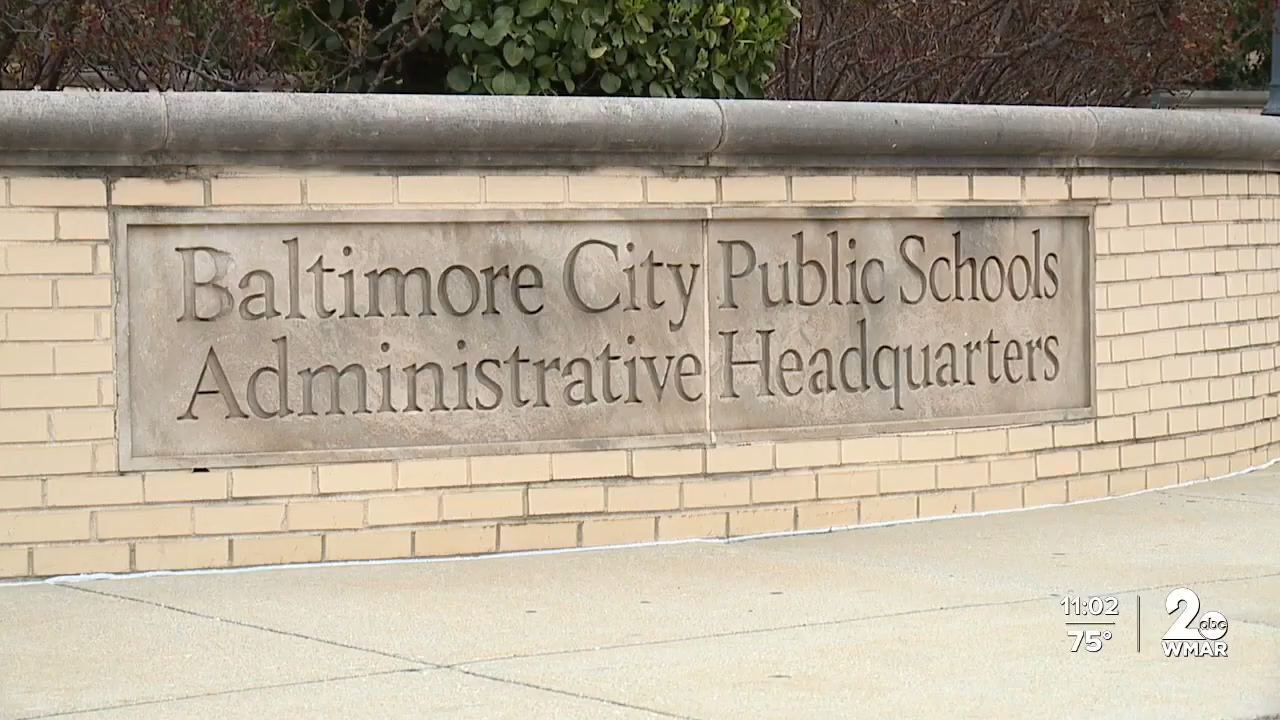 Baltimore City Public Schools
Administrative Headquarters
11:02
75°
2 abc
WMAR